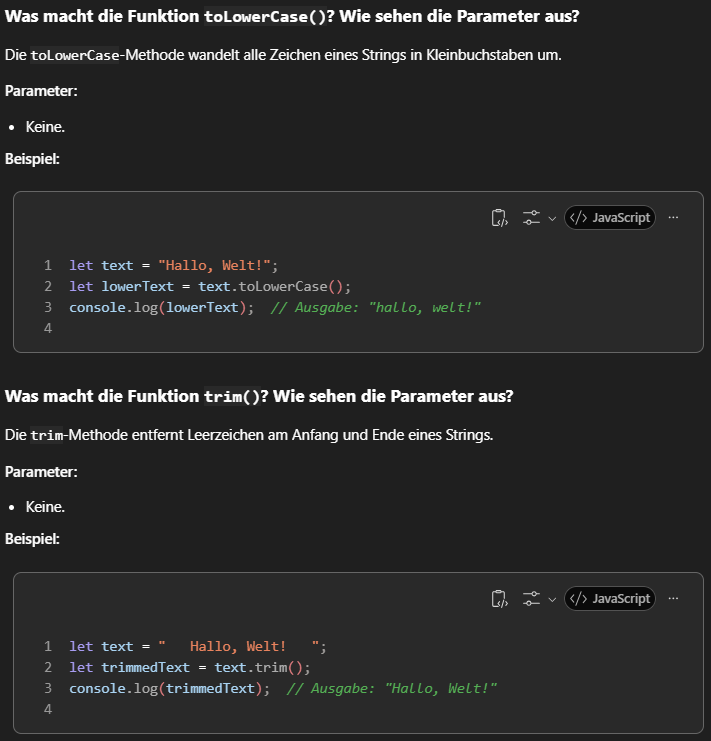 Was macht die Funktion toLowerCase()? Wie sehen die Parameter aus?
Die toLowerCase-Methode wandelt alle Zeichen eines Strings in Kleinbuchstaben um.
Parameter:
• Keine.
Beispiel:
</> JavaScript ...
1 let text = "Hallo, Welt!";
2 let lowerText = text.toLowerCase();
3 console.log(lowerText);  // Ausgabe: "hallo, welt!"
4
Was macht die Funktion trim()? Wie sehen die Parameter aus?
Die trim-Methode entfernt Leerzeichen am Anfang und Ende eines Strings.
Parameter:
• Keine.
Beispiel:
</> JavaScript ...
1 let text = "   Hallo, Welt!   ";
2 let trimmedText = text.trim();
3 console.log(trimmedText);  // Ausgabe: "Hallo, Welt!"
4